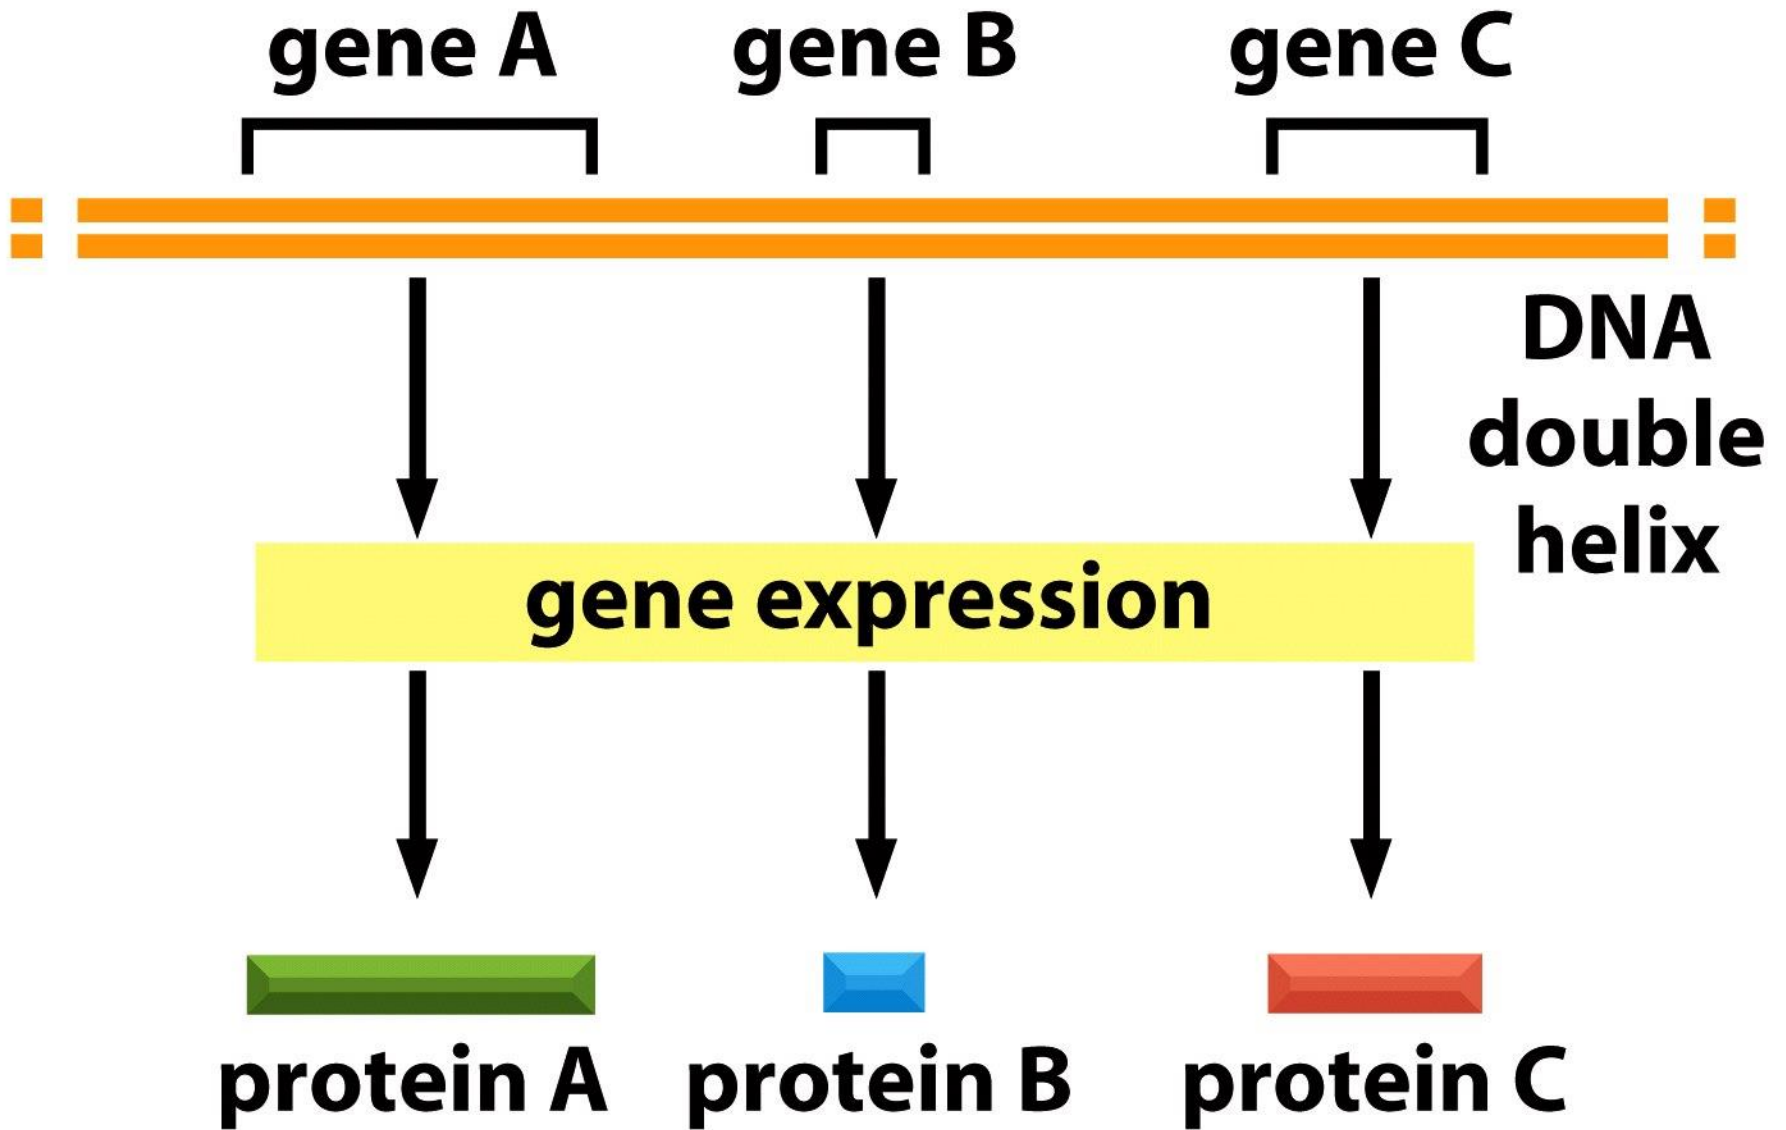 gene A
gene B
gene C
DNA
double
helix
gene expression
protein A
protein B
protein C